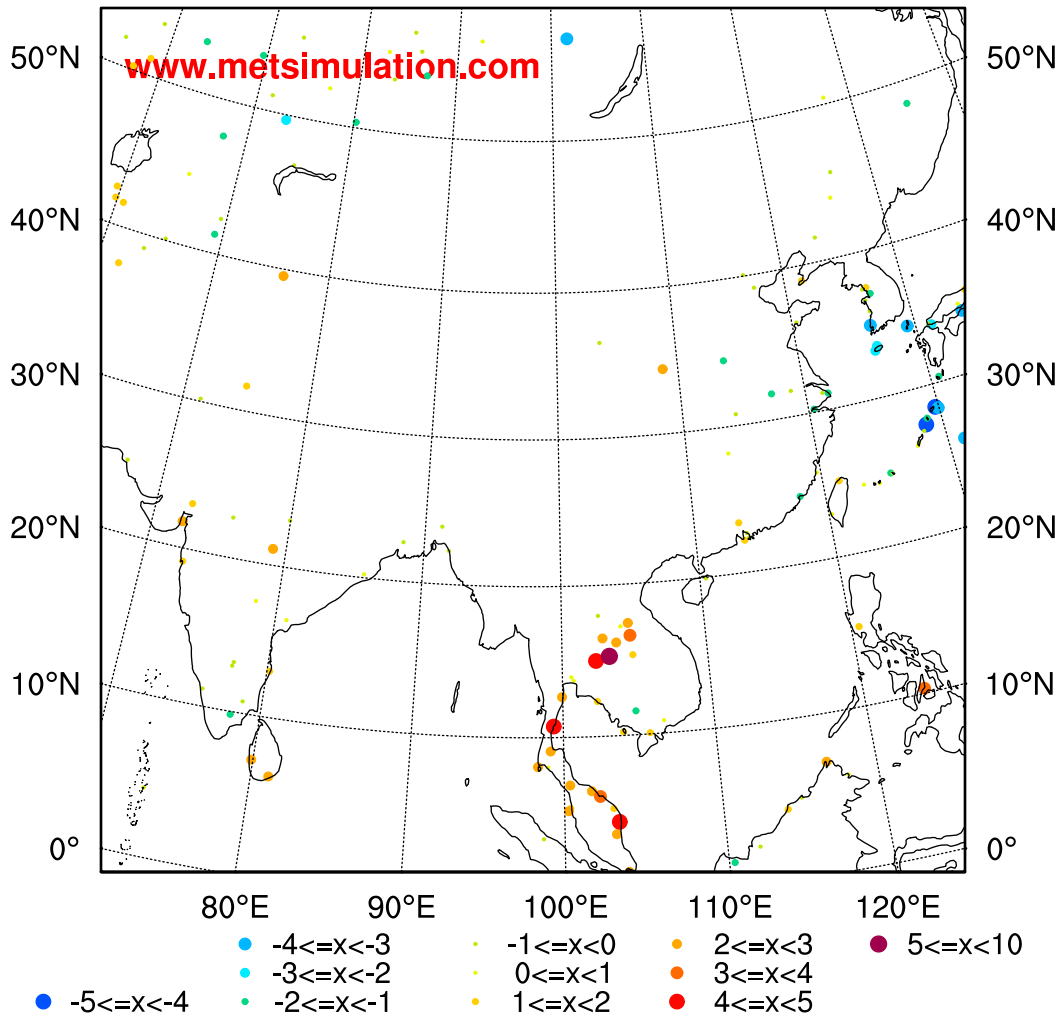 www.metsimulation.com
50°N 50°N
40°N 40°N
30°N 30°N
20°N 20°N
10°N 10°N
0° 0°
80°E 90°E 100°E 110°E 120°E
-4<=x<-3 -1<=x<0 2<=x<3 5<=x<10
-3<=x<-2 0<=x<1 3<=x<4
-5<=x<-4 -2<=x<-1 1<=x<2 4<=x<5